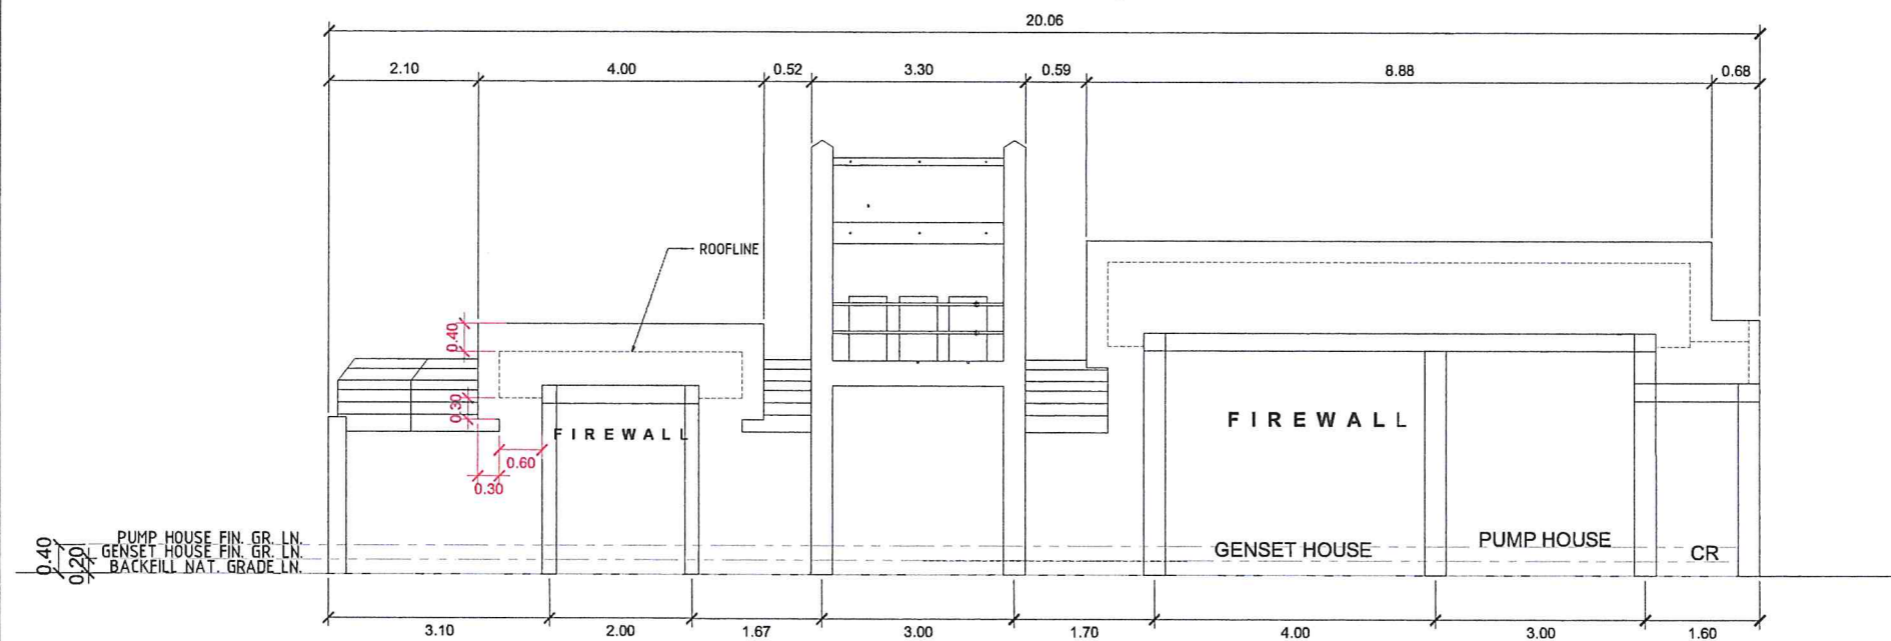 20.06
2.10 4.00 0.52 3.30 0.59 8.88 0.68
ROOFLINE
0.40
0.30
FIREWALL
FIREWALL
0.60
0.30
PUMP HOUSE FIN. GR. LN.
GENSET HOUSE FIN. GR. LN.
BACKFILL NAT. GRADE LN.
0.40
0.20
GENSET HOUSE
PUMP HOUSE
CR
3.10 2.00 1.67 3.00 1.70 4.00 3.00 1.60